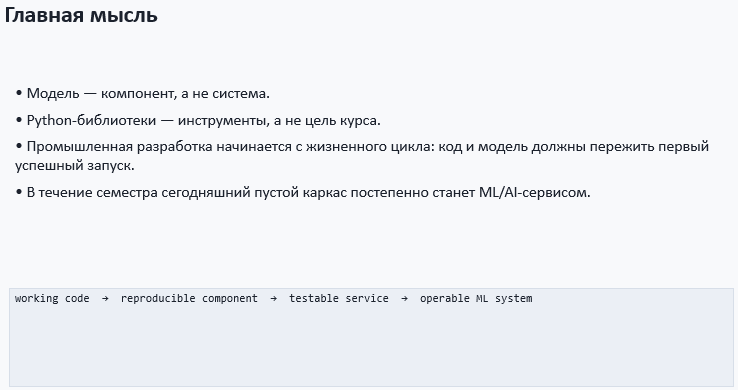 Главная мысль
• Модель — компонент, а не система.
• Python-библиотеки — инструменты, а не цель курса.
• Промышленная разработка начинается с жизненного цикла: код и модель должны пережить первый
успешный запуск.
• В течение семестра сегодняшний пустой каркас постепенно станет ML/AI-сервисом.
working code → reproducible component → testable service → operable ML system